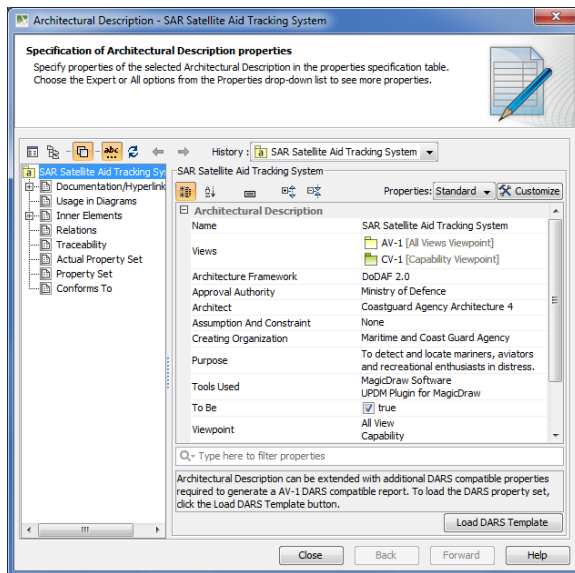 Architectural Description - SAR Satellite Aid Tracking System
Specification of Architectural Description properties
Specify properties of the selected Architectural Description in the properties specification table.
Choose the Expert or All options from the Properties drop-down list to see more properties.
History : SAR Satellite Aid Tracking System
SAR Satellite Aid Tracking Sy
Documentation/Hyperlink
Usage in Diagrams
Inner Elements
Relations
Traceability
Actual Property Set
Property Set
Conforms To
SAR Satellite Aid Tracking System
Properties: Standard Customize
Architectural Description
Name SAR Satellite Aid Tracking System
Views AV-1 [All Views Viewpoint]
CV-1 [Capability Viewpoint]
Architecture Framework DoDAF 2.0
Approval Authority Ministry of Defence
Architect Coastguard Agency Architecture 4
Assumption And Constraint None
Creating Organization Maritime and Coast Guard Agency
Purpose To detect and locate mariners, aviators
and recreational enthusiasts in distress.
Tools Used MagicDraw Software
UPDM Plugin for MagicDraw
To Be true
Viewpoint All View
Capability
Type here to filter properties
Architectural Description can be extended with additional DARS compatible properties
required to generate a AV-1 DARS compatible report. To load the DARS property set,
click the Load DARS Template button.
Load DARS Template
Close Back Forward Help